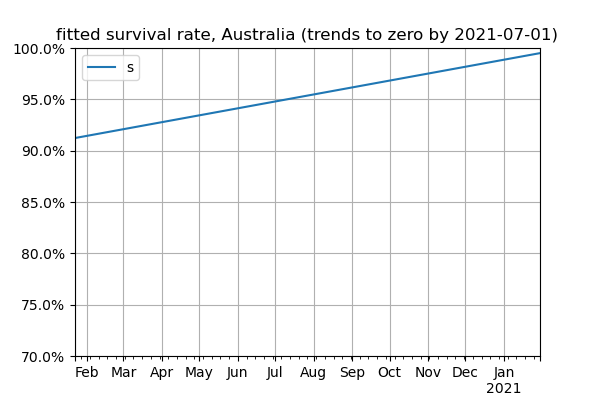 fitted survival rate, Australia (trends to zero by 2021-07-01)
100.0%
s
95.0%
90.0%
85.0%
80.0%
75.0%
70.0%
Feb Mar Apr May Jun Jul Aug Sep Oct Nov Dec Jan
2021